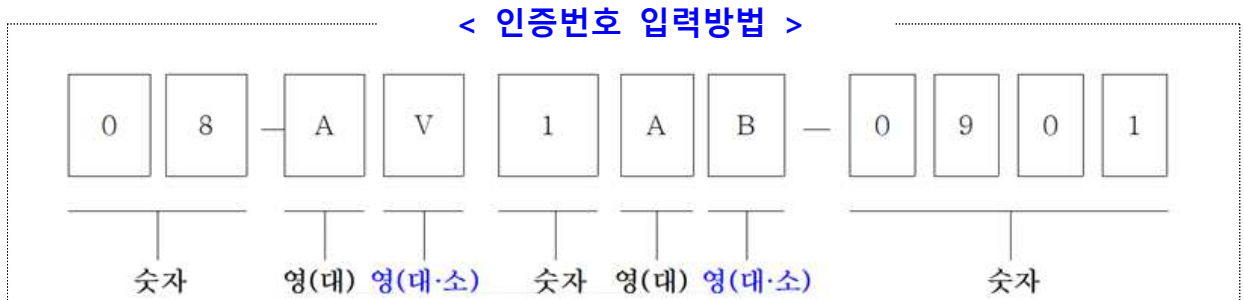 < 인증번호 입력방법 >
0 8 — A V 1 A B — 0 9 0 1
숫자 영(대) 영(대·소) 숫자 영(대) 영(대·소) 숫자